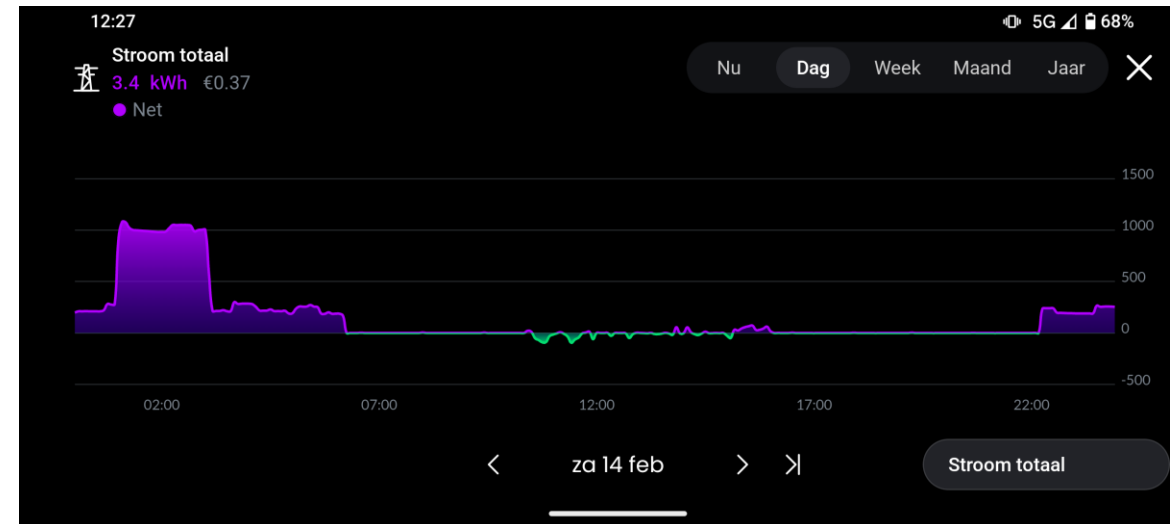 12:27
5G 68%
Stroom totaal
3.4 kWh €0.37
Net
Nu Dag Week Maand Jaar
1500
1000
500
0
-500
02:00 07:00 12:00 17:00 22:00
za 14 feb
Stroom totaal